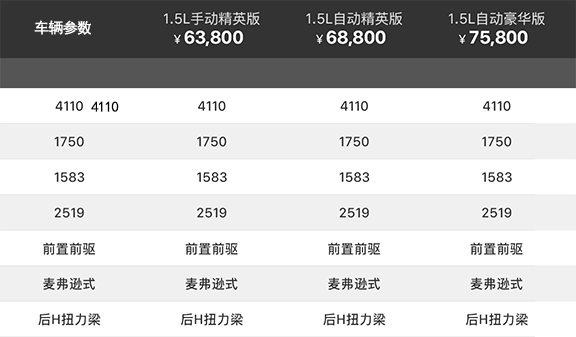 车辆参数 1.5L手动精英版 1.5L自动精英版 1.5L自动豪华版
¥ 63,800 ¥ 68,800 ¥ 75,800
4110 4110 4110 4110 4110
1750 1750 1750 1750
1583 1583 1583 1583
2519 2519 2519 2519
前置前驱 前置前驱 前置前驱 前置前驱
麦弗逊式 麦弗逊式 麦弗逊式 麦弗逊式
后H扭力梁 后H扭力梁 后H扭力梁 后H扭力梁